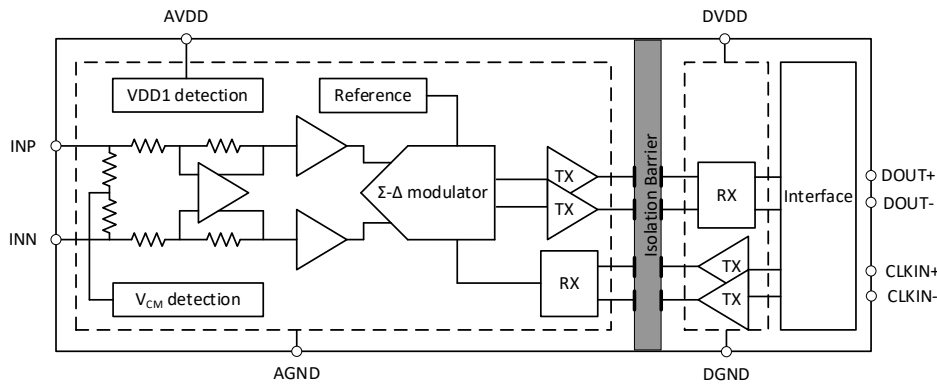 AVDD
DVDD
VDD1 detection
Reference
INP
INN
Σ-Δ modulator
TX
TX
Isolation Barrier
RX
Interface
DOUT+
DOUT-
RX
TX
TX
CLKIN+
CLKIN-
VCM detection
AGND
DGND